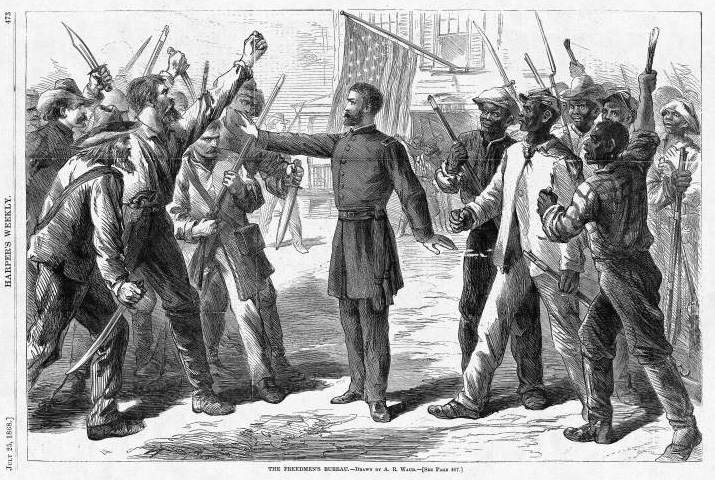 473
HARPER'S WEEKLY.
JULY 25, 1868.]
THE FREEDMEN'S BUREAU.—DRAWN BY A. R. WAUD.—[SEE PAGE 467.]